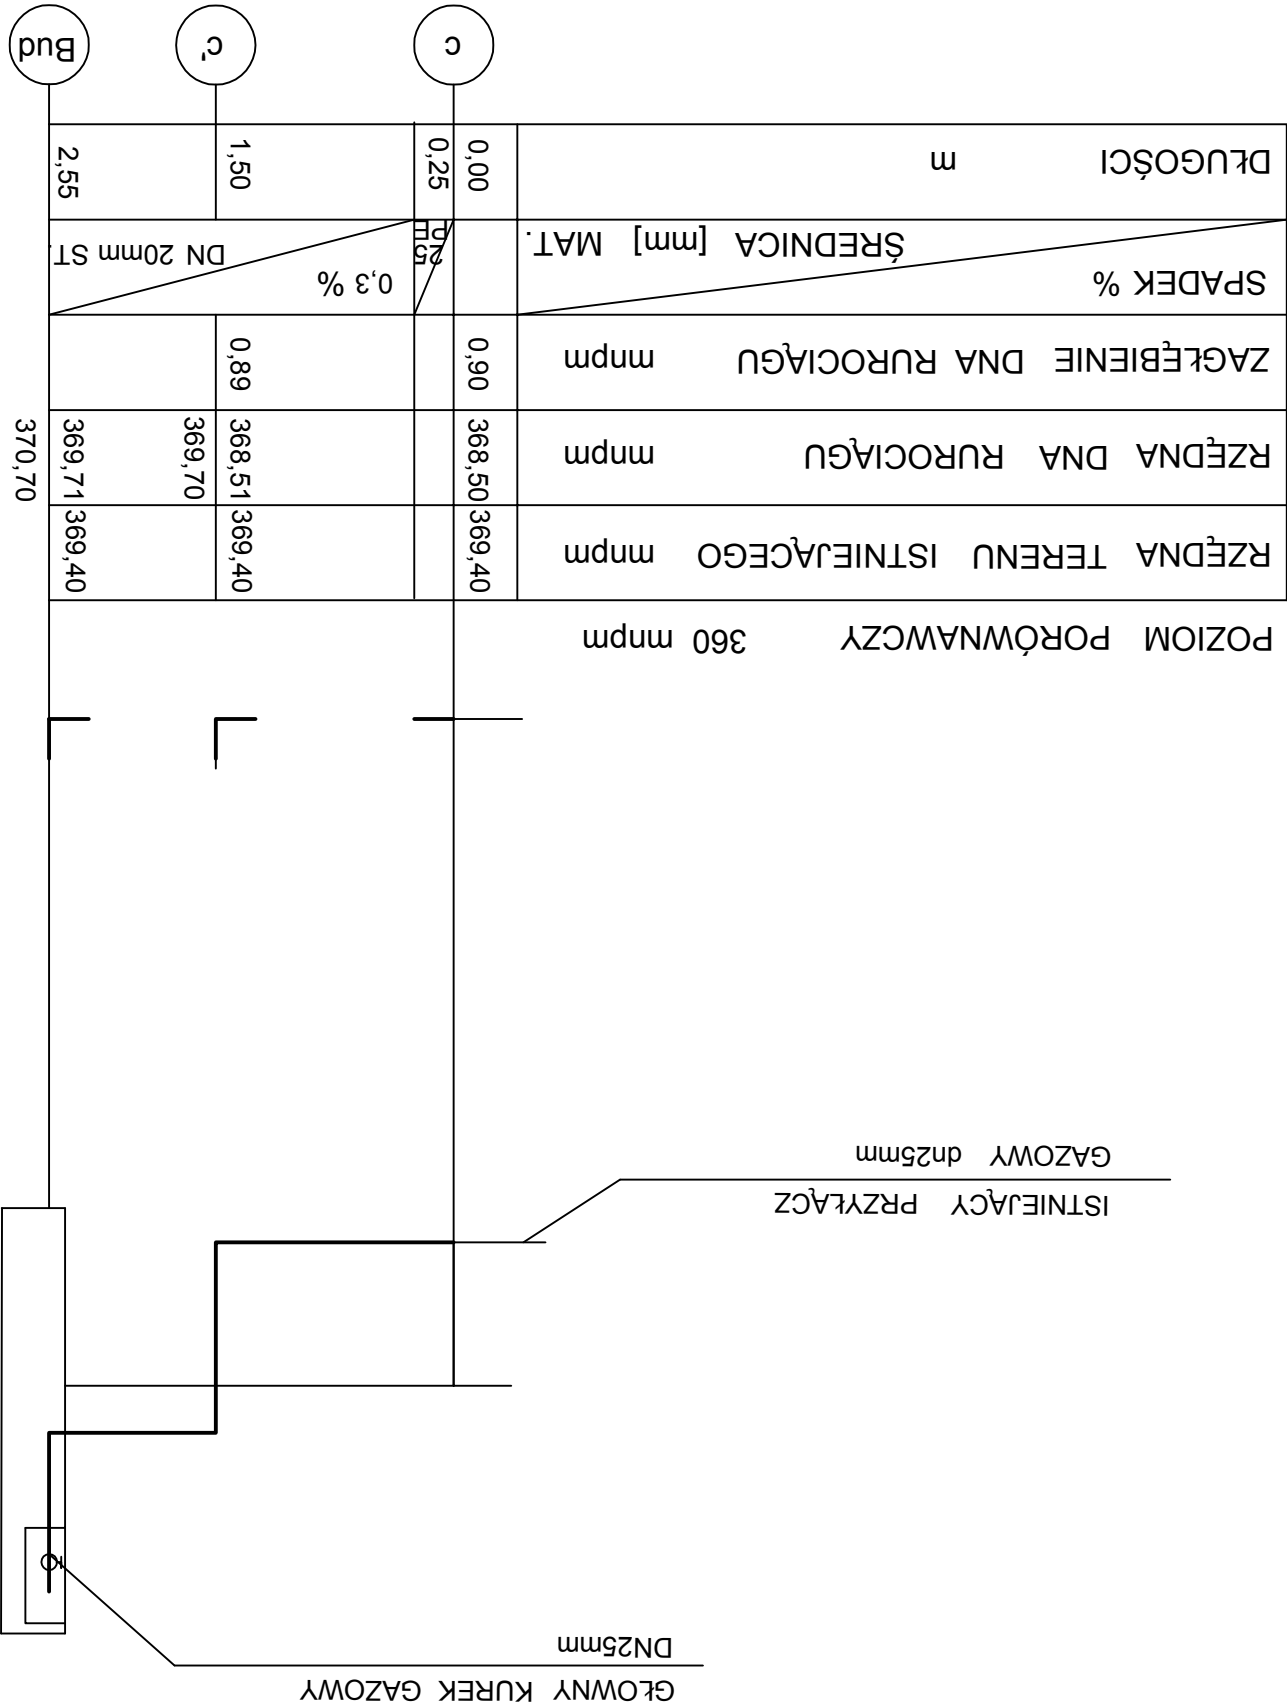 GŁOWNY KUREK GAZOWY
DN25mm
ISTNIEJĄCY PRZYŁĄCZ
GAZOWY dn25mm
POZIOM PORÓWNAWCZY 360 mnpm
RZĘDNA TERENU ISTNIEJĄCEGO mnpm 369,40 369,40 369,40
RZĘDNA DNA RUROCIĄGU mnpm 368,50 368,51 369,70 369,71 370,70
ZAGŁĘBIENIE DNA RUROCIĄGU mnpm 0,90 0,89
SPADEK % 0,3 %
ŚREDNICA [mm] MAT. 25 PE DN 20mm ST.
DŁUGOŚCI m 0,00 0,25 1,50 2,55
c c' Bud